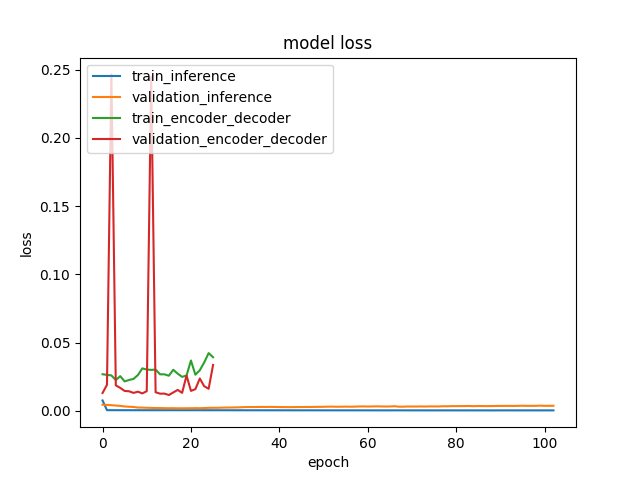 model loss
train_inference
validation_inference
train_encoder_decoder
validation_encoder_decoder
loss
0.25
0.20
0.15
0.10
0.05
0.00
0
20
40
60
80
100
epoch